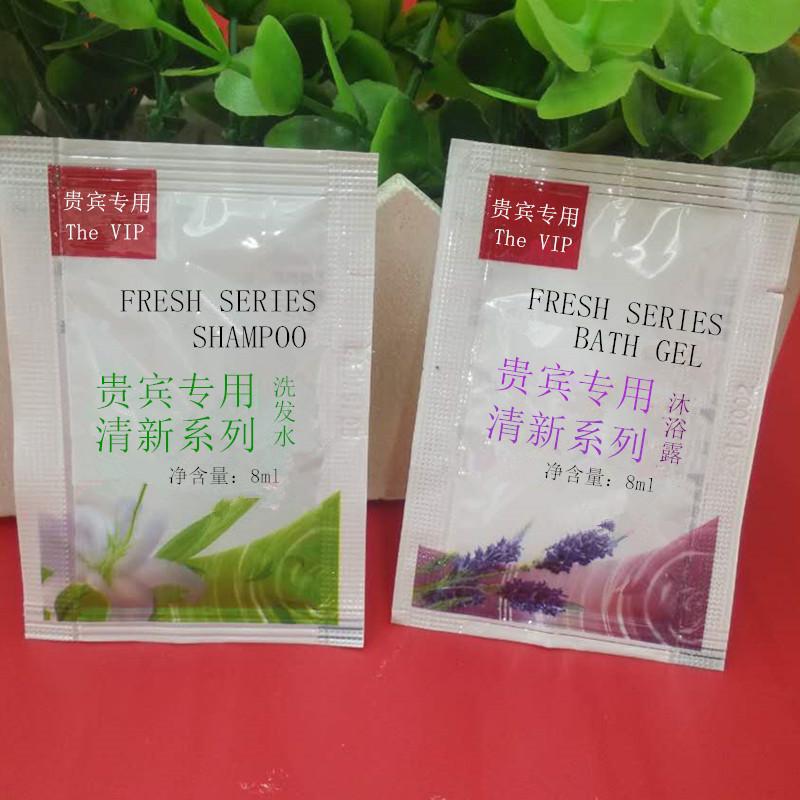 贵宾专用
The VIP
FRESH SERIES
SHAMPOO
贵宾专用
清新系列
洗发水
净含量：8ml
贵宾专用
The VIP
FRESH SERIES
BATH GEL
贵宾专用
清新系列
沐浴露
净含量：8ml